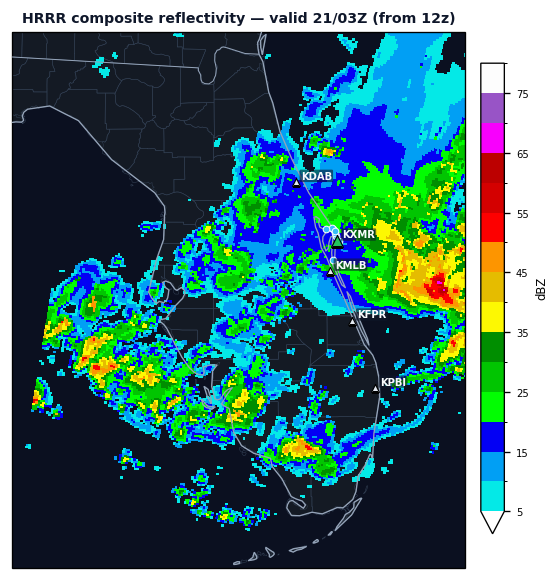 HRRR composite reflectivity — valid 21/03Z (from 12z)
KDAB
KXMR
KMLB
KFPR
KPBI
75
65
55
45
35
25
15
5
dBZ